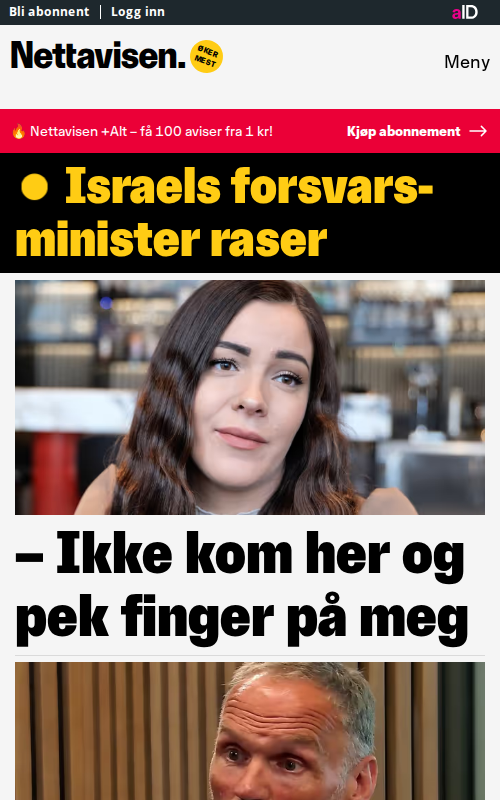 Bli abonnent
Logg inn
aID
Nettavisen.
ØKER
MEST
Meny
🔥 Nettavisen +Alt – få 100 aviser fra 1 kr!
Kjøp abonnement →
Israels forsvars-
minister raser
– Ikke kom her og
pek finger på meg